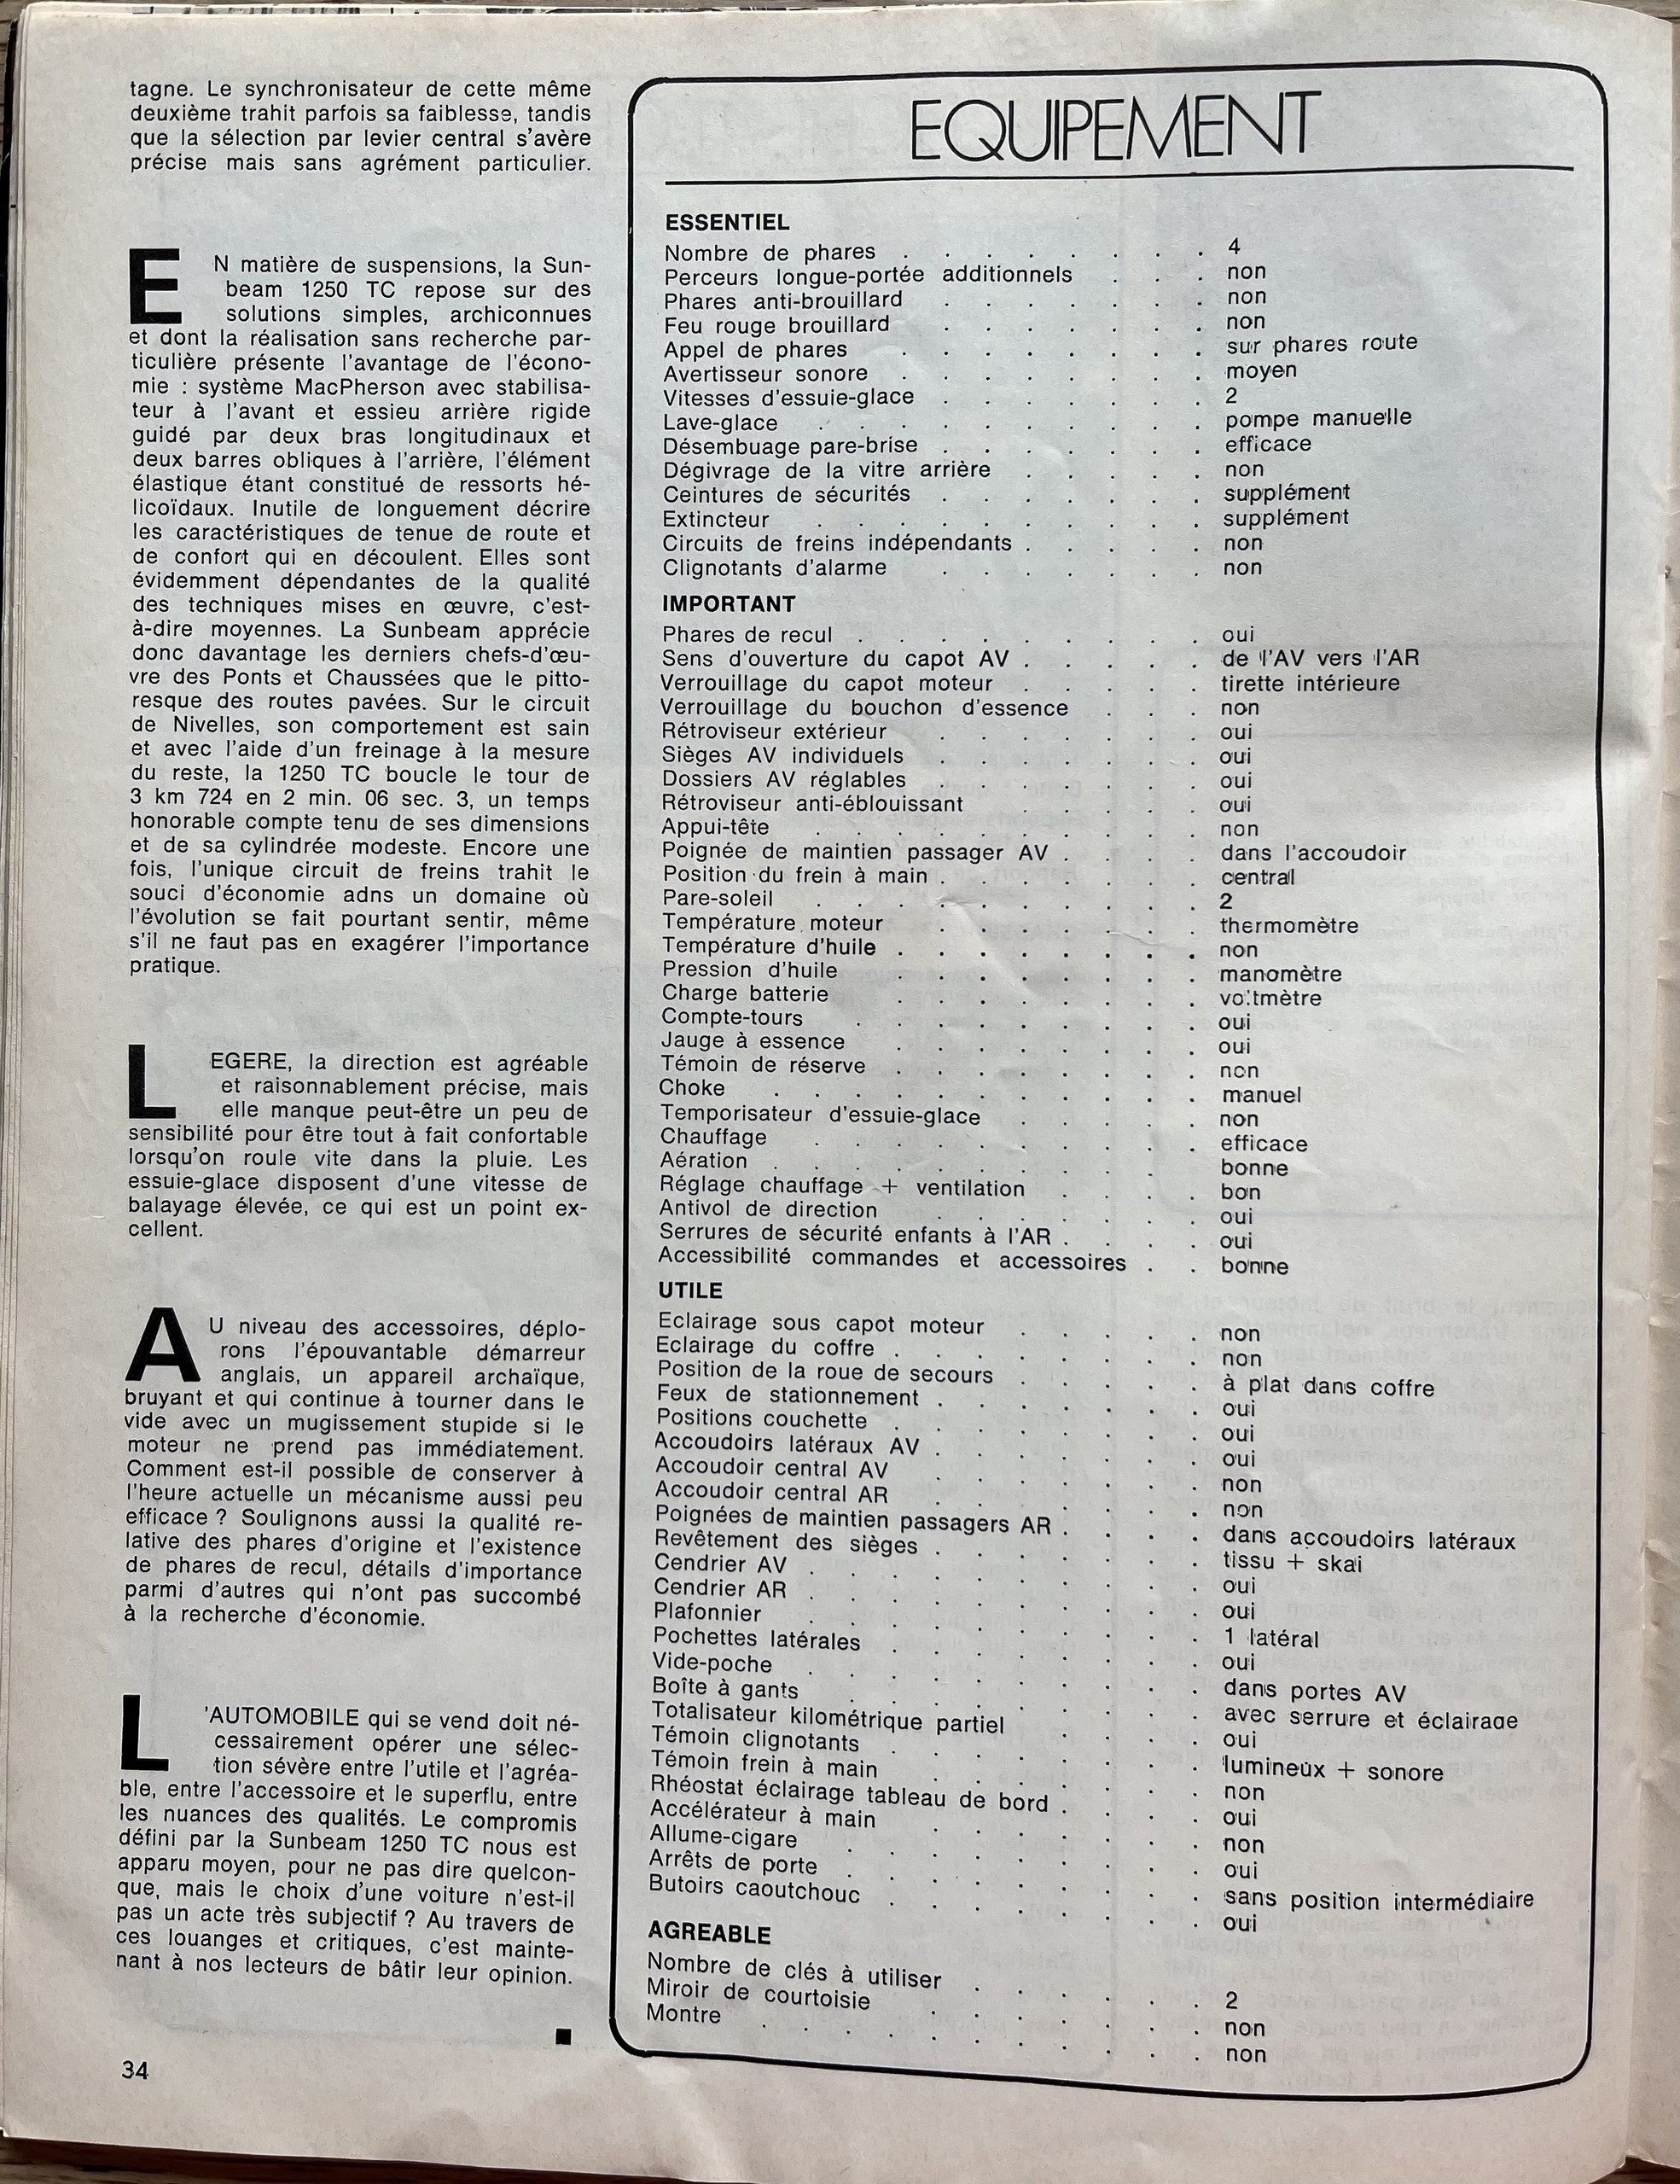 tagne. Le synchronisateur de cette même
deuxième trahit parfois sa faiblesse, tandis
que la sélection par levier central s'avère
précise mais sans agrément particulier.
EN matière de suspensions, la Sun-
beam 1250 TC repose sur des
solutions simples, archiconnues
et dont la réalisation sans recherche par-
ticulière présente l'avantage de l'écono-
mie : système MacPherson avec stabilisa-
teur à l'avant et essieu arrière rigide
guidé par deux bras longitudinaux et
deux barres obliques à l'arrière, l'élément
élastique étant constitué de ressorts hé-
licoïdaux. Inutile de longuement décrire
les caractéristiques de tenue de route et
de confort qui en découlent. Elles sont
évidemment dépendantes de la qualité
des techniques mises en œuvre, c'est-
à-dire moyennes. La Sunbeam apprécie
donc davantage les derniers chefs-d'œu-
vre des Ponts et Chaussées que le pitto-
resque des routes pavées. Sur le circuit
de Nivelles, son comportement est sain
et avec l'aide d'un freinage à la mesure
du reste, la 1250 TC boucle le tour de
3 km 724 en 2 min. 06 sec. 3, un temps
honorable compte tenu de ses dimensions
et de sa cylindrée modeste. Encore une
fois, l'unique circuit de freins trahit le
souci d'économie adns un domaine où
l'évolution se fait pourtant sentir, même
s'il ne faut pas en exagérer l'importance
pratique.
LEGERE, la direction est agréable
et raisonnablement précise, mais
elle manque peut-être un peu de
sensibilité pour être tout à fait confortable
lorsqu'on roule vite dans la pluie. Les
essuie-glace disposent d'une vitesse de
balayage élevée, ce qui est un point ex-
cellent.
AU niveau des accessoires, déplo-
rons l'épouvantable démarreur
anglais, un appareil archaïque,
bruyant et qui continue à tourner dans le
vide avec un mugissement stupide si le
moteur ne prend pas immédiatement.
Comment est-il possible de conserver à
l'heure actuelle un mécanisme aussi peu
efficace ? Soulignons aussi la qualité re-
lative des phares d'origine et l'existence
de phares de recul, détails d'importance
parmi d'autres qui n'ont pas succombé
à la recherche d'économie.
L'AUTOMOBILE qui se vend doit né-
cessairement opérer une sélec-
tion sévère entre l'utile et l'agréa-
ble, entre l'accessoire et le superflu, entre
les nuances des qualités. Le compromis
défini par la Sunbeam 1250 TC nous est
apparu moyen, pour ne pas dire quelcon-
que, mais le choix d'une voiture n'est-il
pas un acte très subjectif ? Au travers de
ces louanges et critiques, c'est mainte-
nant à nos lecteurs de bâtir leur opinion.
34
EQUIPEMENT
ESSENTIEL
Nombre de phares . . . . . . . . 4
Perceurs longue-portée additionnels . . . non
Phares anti-brouillard . . . . . . . non
Feu rouge brouillard . . . . . . . non
Appel de phares . . . . . . . . sur phares route
Avertisseur sonore . . . . . . . . moyen
Vitesses d'essuie-glace . . . . . . . 2
Lave-glace . . . . . . . . . . pompe manuelle
Désembuage pare-brise . . . . . . . efficace
Dégivrage de la vitre arrière . . . . . non
Ceintures de sécurités . . . . . . . supplément
Extincteur . . . . . . . . . . supplément
Circuits de freins indépendants . . . . . non
Clignotants d'alarme . . . . . . . non
IMPORTANT
Phares de recul . . . . . . . . . oui
Sens d'ouverture du capot AV . . . . . de l'AV vers l'AR
Verrouillage du capot moteur . . . . . tirette intérieure
Verrouillage du bouchon d'essence . . . non
Rétroviseur extérieur . . . . . . . oui
Sièges AV individuels . . . . . . . oui
Dossiers AV réglables . . . . . . oui
Rétroviseur anti-éblouissant . . . . . oui
Appui-tête . . . . . . . . . . non
Poignée de maintien passager AV . . . . dans l'accoudoir
Position du frein à main . . . . . . . central
Pare-soleil . . . . . . . . . . 2
Température moteur . . . . . . . thermomètre
Température d'huile . . . . . . . . non
Pression d'huile . . . . . . . . manomètre
Charge batterie . . . . . . . . voltmètre
Compte-tours . . . . . . . . . oui
Jauge à essence . . . . . . . . oui
Témoin de réserve . . . . . . . . non
Choke . . . . . . . . . . . manuel
Temporisateur d'essuie-glace . . . . . non
Chauffage . . . . . . . . . . efficace
Aération . . . . . . . . . . . bonne
Réglage chauffage + ventilation . . . . bon
Antivol de direction . . . . . . . oui
Serrures de sécurité enfants à l'AR . . . . oui
Accessibilité commandes et accessoires . . bonne
UTILE
Eclairage sous capot moteur . . . . . non
Eclairage du coffre . . . . . . . . non
Position de la roue de secours . . . . . à plat dans coffre
Feux de stationnement . . . . . . . oui
Positions couchette . . . . . . . . oui
Accoudoirs latéraux AV . . . . . . . oui
Accoudoir central AV . . . . . . . non
Accoudoir central AR . . . . . . . non
Poignées de maintien passagers AR . . . . dans accoudoirs latéraux
Revêtement des sièges . . . . . . . tissu + skai
Cendrier AV . . . . . . . . . . oui
Cendrier AR . . . . . . . . . . oui
Plafonnier . . . . . . . . . . 1 latéral
Pochettes latérales . . . . . . . . oui
Vide-poche . . . . . . . . . . dans portes AV
Boîte à gants . . . . . . . . . avec serrure et éclairage
Totalisateur kilométrique partiel . . . . oui
Témoin clignotants . . . . . . . . lumineux + sonore
Témoin frein à main . . . . . . . non
Rhéostat éclairage tableau de bord . . . . oui
Accélérateur à main . . . . . . . non
Allume-cigare . . . . . . . . . oui
Arrêts de porte . . . . . . . . . sans position intermédiaire
Butoirs caoutchouc . . . . . . . . oui
AGREABLE
Nombre de clés à utiliser . . . . . . 2
Miroir de courtoisie . . . . . . . non
Montre . . . . . . . . . . . non